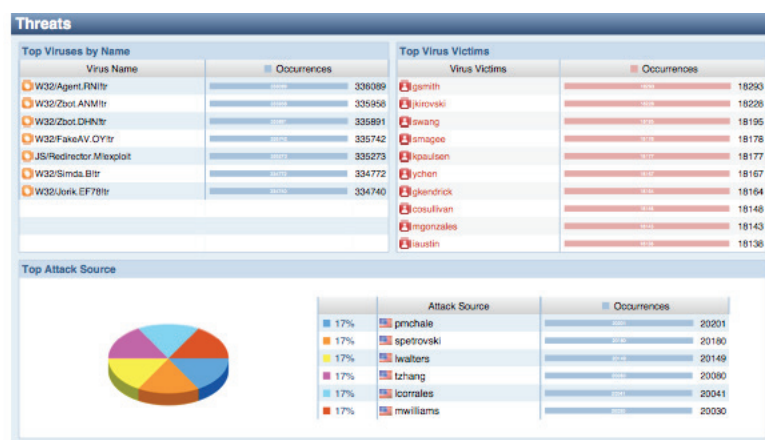 Threats
Top Viruses by Name
Virus Name Occurrences
W32/Agent.RNI!tr 336089
W32/Zbot.ANM!tr 335958
W32/Zbot.DHN!tr 335891
W32/FakeAV.OY!tr 335742
JS/Redirector.M!exploit 335273
W32/Simda.B!tr 334772
W32/Jorik.EF78!tr 334740
Top Virus Victims
Virus Victims Occurrences
gsmith 18293
jkirovski 18228
swang 18195
smagee 18178
kpaulsen 18177
ychen 18167
gkendrick 18164
cosullivan 18148
mgonzales 18143
iaustin 18138
Top Attack Source
Attack Source Occurrences
17% pmchale 20201
17% spetrovski 20180
17% lwalters 20149
17% tzhang 20080
17% lcorrales 20041
17% mwilliams 20030